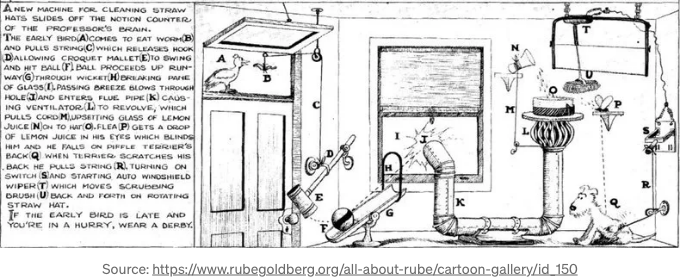 A NEW MACHINE FOR CLEANING STRAW
HATS SLIDES OFF THE NOTION COUNTER
OF THE PROFESSOR'S BRAIN.
THE EARLY BIRD(A)COMES TO EAT WORM(B)
AND PULLS STRING(C)WHICH RELEASES HOOK
(D)ALLOWING CROQUET MALLET(E)TO SWING
AND HIT BALL(F). BALL PROCEEDS UP RUN-
WAY(G)THROUGH WICKET(H)BREAKING PANE
OF GLASS(I). PASSING BREEZE BLOWS THROUGH
HOLE(J)AND ENTERS FLUE PIPE(K) CAUS-
ING VENTILATOR(L) TO REVOLVE, WHICH
PULLS CORD(M)UPSETTING GLASS OF LEMON
JUICE(N)ON TO HAT(O). FLEA(P)GETS A DROP
OF LEMON JUICE IN HIS EYES WHICH BLINDS
HIM AND HE FALLS ON PIFFLE TERRIER'S
BACK(Q) WHEN TERRIER SCRATCHES HIS
BACK HE PULLS STRING(R), TURNING ON
SWITCH(S)AND STARTING AUTO WINDSHIELD
WIPER(T) WHICH MOVES SCRUBBING
BRUSH(U)BACK AND FORTH ON ROTATING
STRAW HAT.
IF THE EARLY BIRD IS LATE AND
YOU'RE IN A HURRY, WEAR A DERBY.
A
B
C
D
E
F
G
H
I
J
K
L
M
N
O
P
Q
R
S
T
U
Source: https://www.rubegoldberg.org/all-about-rube/cartoon-gallery/id_150